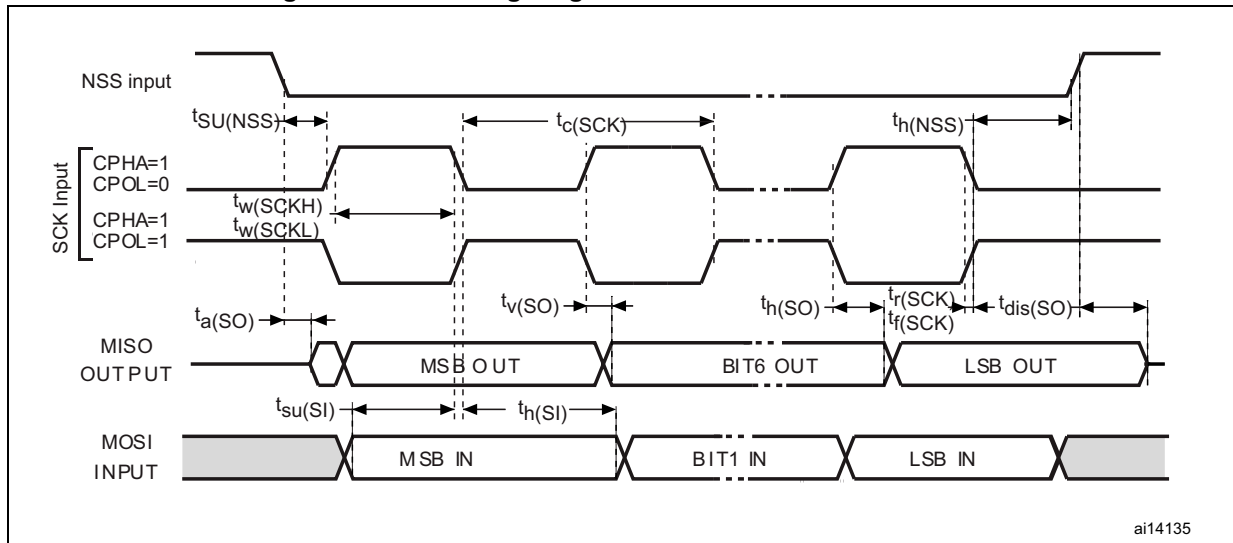 NSS input
tSU(NSS)
tc(SCK)
th(NSS)
SCK Input
CPHA=1
CPOL=0
tw(SCKH)
CPHA=1
tw(SCKL)
CPOL=1
ta(SO)
tv(SO)
th(SO)
tr(SCK)
tf(SCK)
tdis(SO)
MISO
OUTPUT
MSB OUT
BIT6 OUT
LSB OUT
tsu(SI)
th(SI)
MOSI
INPUT
MSB IN
BIT1 IN
LSB IN
ai14135